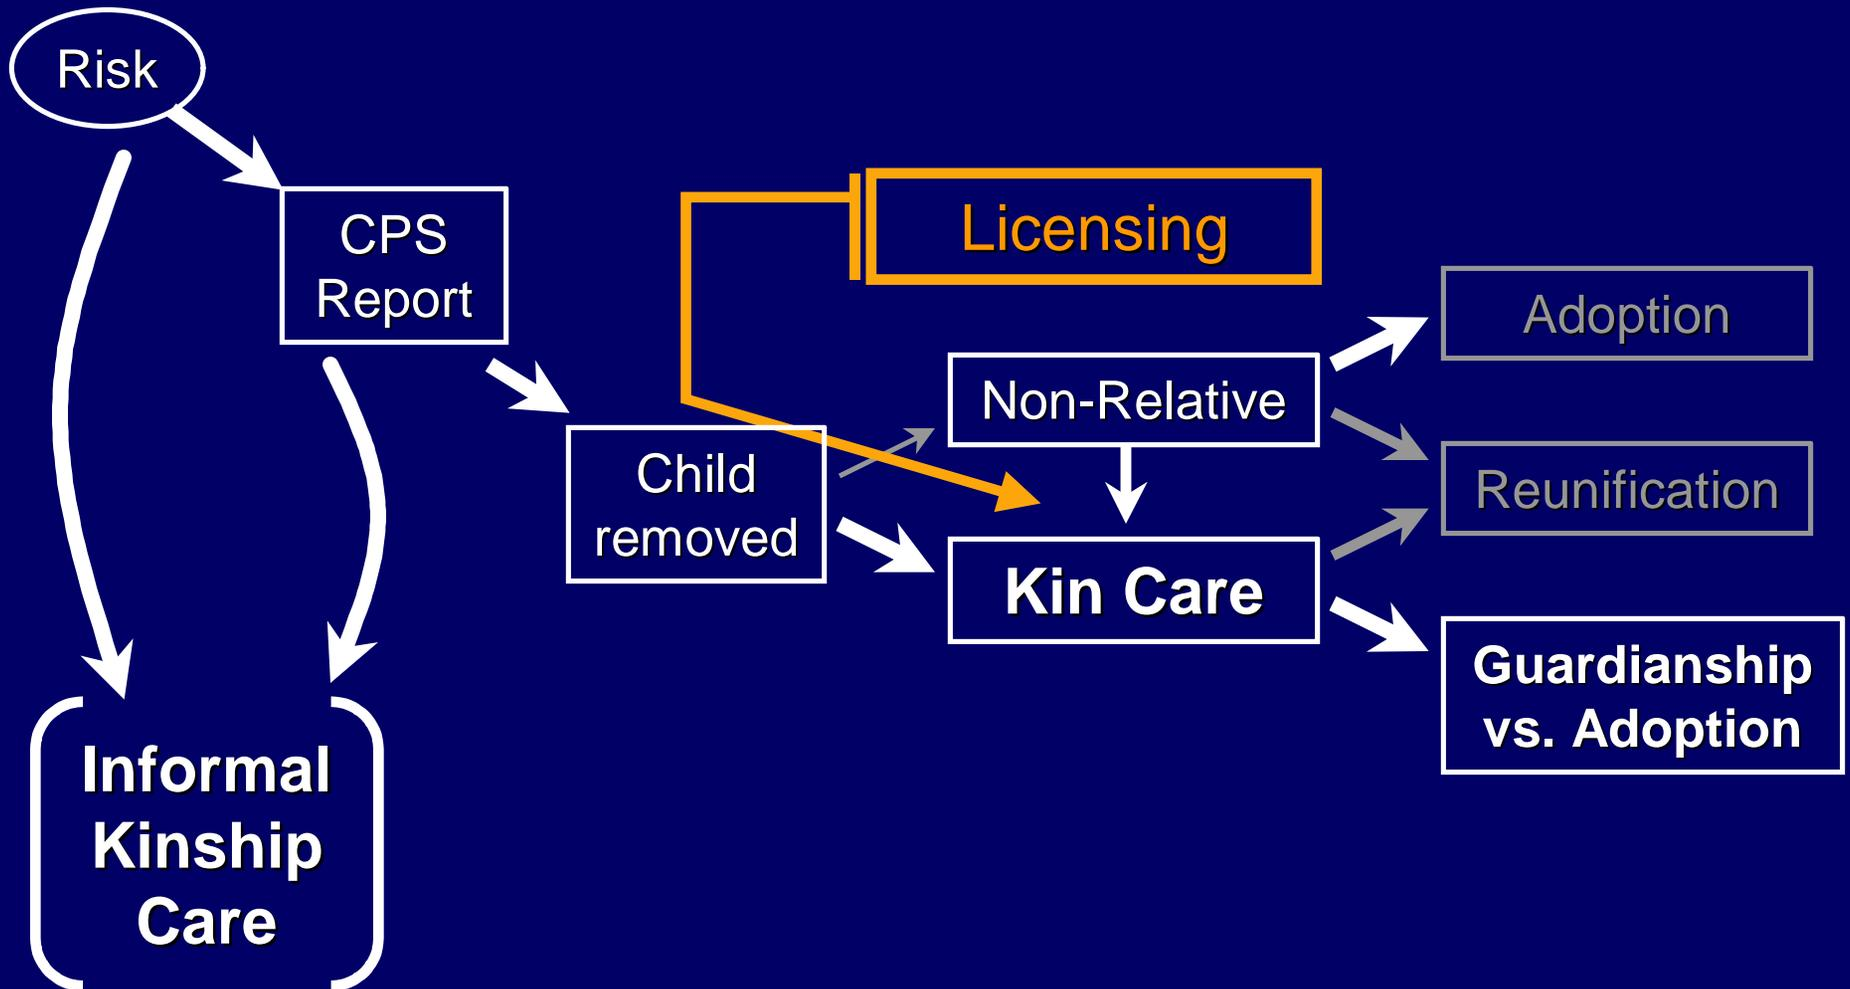 Risk
CPS
Report
Licensing
Adoption
Non-Relative
Child
removed
Reunification
Kin Care
Guardianship
vs. Adoption
Informal
Kinship
Care